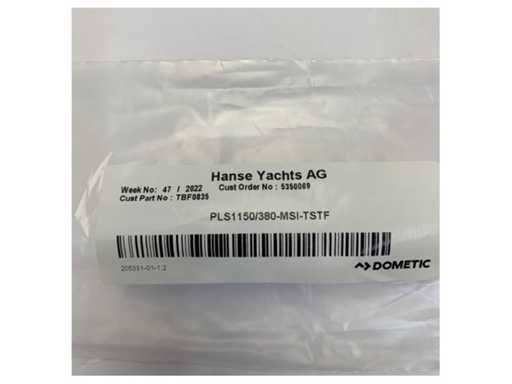 Hanse Yachts AG
Week No: 47 / 2022 Cust Order No : 5350069
Cust Part No : TBF0835
PLS1150/380-MSI-TSTF
205331-01-1.2
DOMETIC